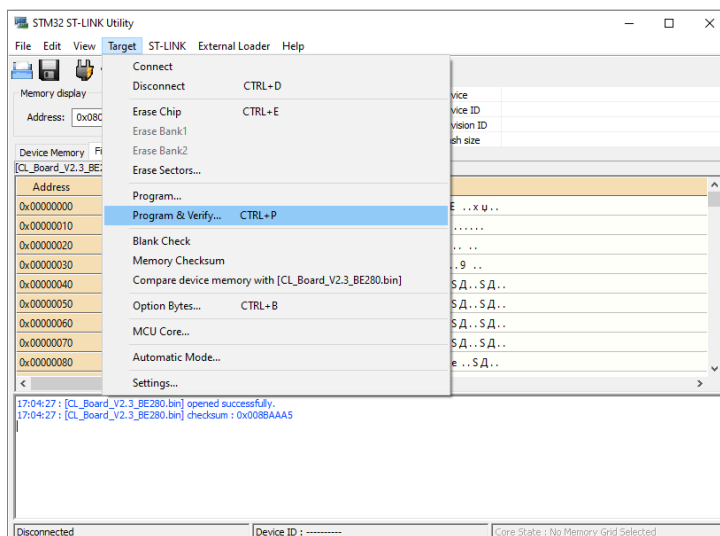 STM32 ST-LINK Utility
File Edit View Target ST-LINK External Loader Help
Memory display
Address: 0x080
Device Memory
[CL_Board_V2.3_BE2
Connect
Disconnect CTRL+D
Erase Chip CTRL+E
Erase Bank1
Erase Bank2
Erase Sectors...
Program...
Program & Verify... CTRL+P
Blank Check
Memory Checksum
Compare device memory with [CL_Board_V2.3_BE280.bin]
Option Bytes... CTRL+B
MCU Core...
Automatic Mode...
Settings...
vice
vice ID
vision ID
sh size
Address
0x00000000 E ..x џ..
0x00000010 ......
0x00000020 .. ..
0x00000030 ..9 ..
0x00000040 SД..SД..
0x00000050 SД..SД..
0x00000060 SД..SД..
0x00000070 SД..SД..
0x00000080 e ..SД..
17:04:27 : [CL_Board_V2.3_BE280.bin] opened successfully.
17:04:27 : [CL_Board_V2.3_BE280.bin] checksum : 0x008BAAA5
Disconnected Device ID : ---------- Core State : No Memory Grid Selected